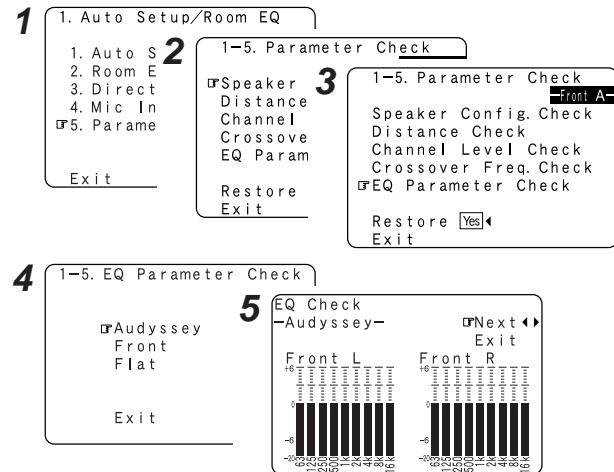 1
1. Auto Setup/Room EQ
1. Auto S
2. Room E
3. Direct
4. Mic In
☞5. Parame
Exit
2
1-5. Parameter Check
☞Speaker
Distance
Channel
Crossove
EQ Param
Restore
Exit
3
1-5. Parameter Check
-Front A-
Speaker Config. Check
Distance Check
Channel Level Check
Crossover Freq. Check
☞EQ Parameter Check
Restore Yes◀
Exit
4
1-5. EQ Parameter Check
☞Audyssey
Front
Flat
Exit
5
EQ Check
-Audyssey- ☞Next◀▶
Exit
Front L Front R
+6 +6
0 0
-6 -6
-20 63 125 250 500 1k 2k 4k 8k 16k -20 63 125 250 500 1k 2k 4k 8k 16k